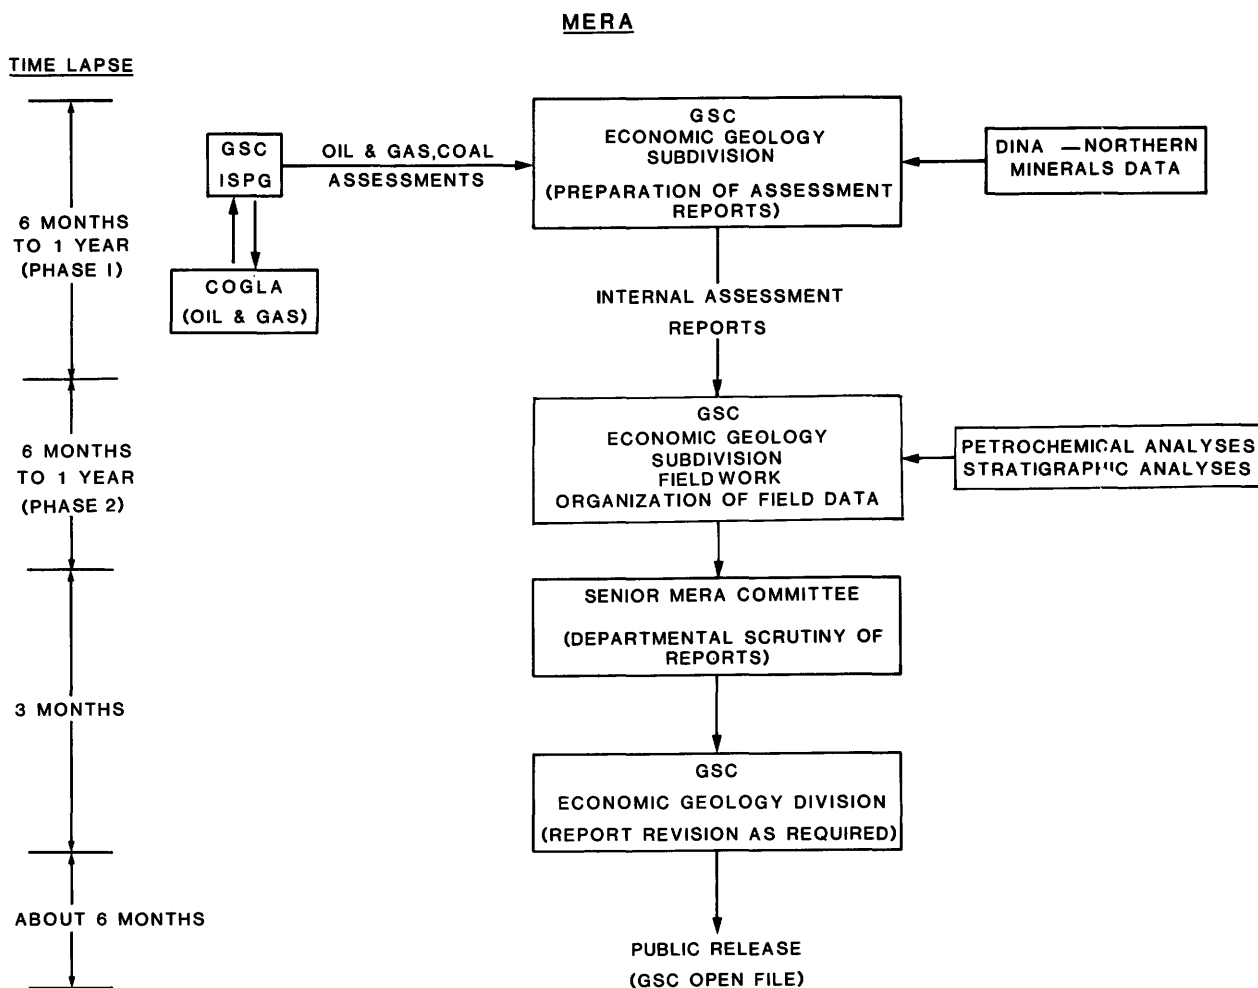 MERA
TIME LAPSE
6 MONTHS
TO 1 YEAR
(PHASE 1)
GSC
ISPG
OIL & GAS, COAL
ASSESSMENTS
COGLA
(OIL & GAS)
GSC
ECONOMIC GEOLOGY
SUBDIVISION
(PREPARATION OF ASSESSMENT
REPORTS)
DINA — NORTHERN
MINERALS DATA
INTERNAL ASSESSMENT
REPORTS
6 MONTHS
TO 1 YEAR
(PHASE 2)
GSC
ECONOMIC GEOLOGY
SUBDIVISION
FIELDWORK
ORGANIZATION OF FIELD DATA
PETROCHEMICAL ANALYSES
STRATIGRAPHIC ANALYSES
3 MONTHS
SENIOR MERA COMMITTEE
(DEPARTMENTAL SCRUTINY OF
REPORTS)
GSC
ECONOMIC GEOLOGY DIVISION
(REPORT REVISION AS REQUIRED)
ABOUT 6 MONTHS
PUBLIC RELEASE
(GSC OPEN FILE)